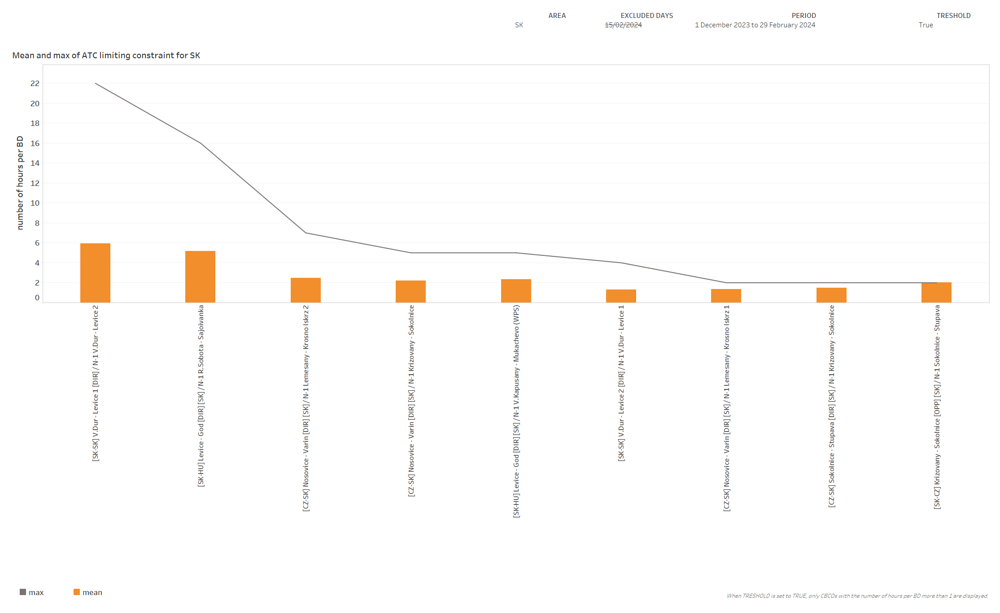 AREA EXCLUDED DAYS PERIOD TRESHOLD
SK 15/02/2024 1 December 2023 to 29 February 2024 True
Mean and max of ATC limiting constraint for SK
number of hours per BD
22
20
18
16
14
12
10
8
6
4
2
0
[SK-SK] V.Dur - Levice 1 [DIR] / N-1 V.Dur - Levice 2
[SK-HU] Levice - God [DIR] [SK] / N-1 R.Sobota - Sajoivanka
[CZ-SK] Nosovice - Varin [DIR] [SK] / N-1 Lemesany - Krosno Iskrz 2
[CZ-SK] Nosovice - Varin [DIR] [SK] / N-1 Krizovany - Sokolnice
[SK-HU] Levice - God [DIR] [SK] / N-1 V.Kapusany - Mukachevo (WPS)
[SK-SK] V.Dur - Levice 2 [DIR] / N-1 V.Dur - Levice 1
[CZ-SK] Nosovice - Varin [DIR] [SK] / N-1 Lemesany - Krosno Iskrz 1
[CZ-SK] Sokolnice - Stupava [DIR] [SK] / N-1 Krizovany - Sokolnice
[SK-CZ] Krizovany - Sokolnice [OPP] [SK] / N-1 Sokolnice - Stupava
max mean
When TRESHOLD is set to TRUE, only CBCOs with the number of hours per BD more than 1 are displayed.